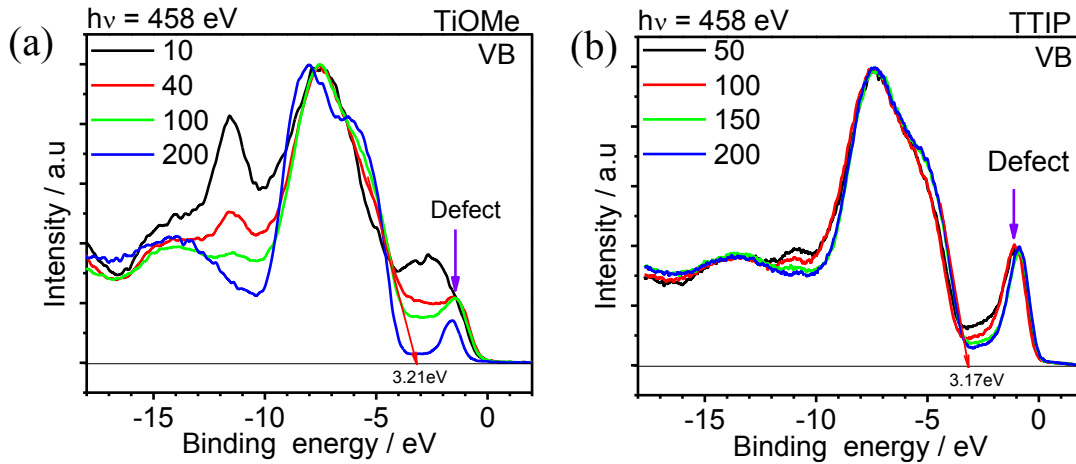 (a)
hν = 458 eV
TiOMe
VB
10
40
100
200
Defect
3.21eV
Intensity / a.u
-15
-10
-5
0
Binding energy / eV
(b)
hν = 458 eV
TTIP
VB
50
100
150
200
Defect
3.17eV
Intensity / a.u
-15
-10
-5
0
Binding energy / eV